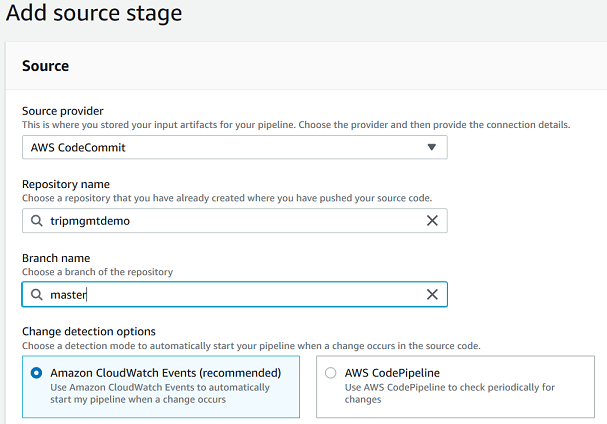 Add source stage
Source
Source provider
This is where you stored your input artifacts for your pipeline. Choose the provider and then provide the connection details.
AWS CodeCommit
Repository name
Choose a repository that you have already created where you have pushed your source code.
tripmgmtdemo
Branch name
Choose a branch of the repository
master
Change detection options
Choose a detection mode to automatically start your pipeline when a change occurs in the source code.
Amazon CloudWatch Events (recommended)
Use Amazon CloudWatch Events to automatically
start my pipeline when a change occurs
AWS CodePipeline
Use AWS CodePipeline to check periodically for
changes